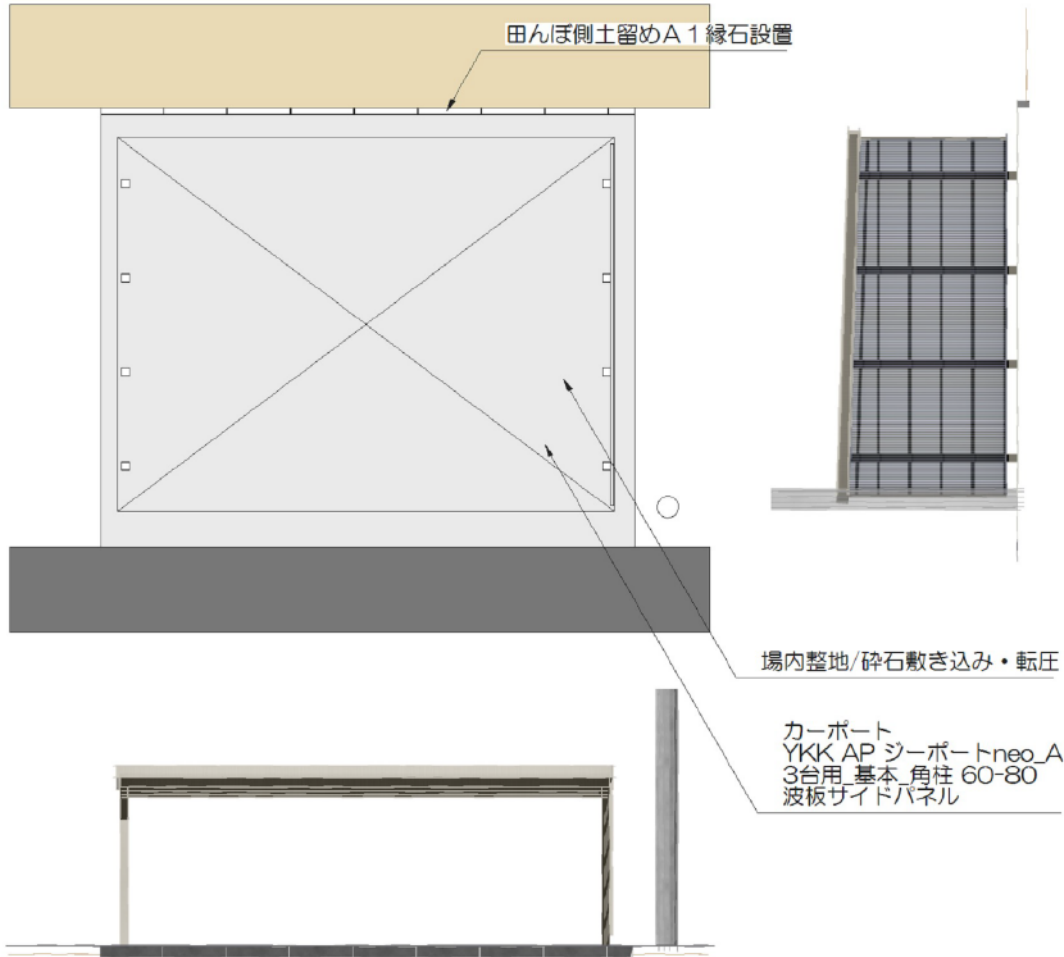 田んぼ側土留めA１縁石設置
場内整地/砕石敷き込み・転圧
カーポート
YKK AP ジーポートneo_A
3台用_基本_角柱 60-80
波板サイドパネル